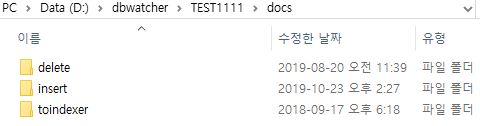 PC > Data (D:) > dbwatcher > TEST1111 > docs
이름 수정한 날짜 유형
delete 2019-08-20 오전 11:39 파일 폴더
insert 2019-10-23 오후 2:27 파일 폴더
toindexer 2018-09-17 오후 6:18 파일 폴더